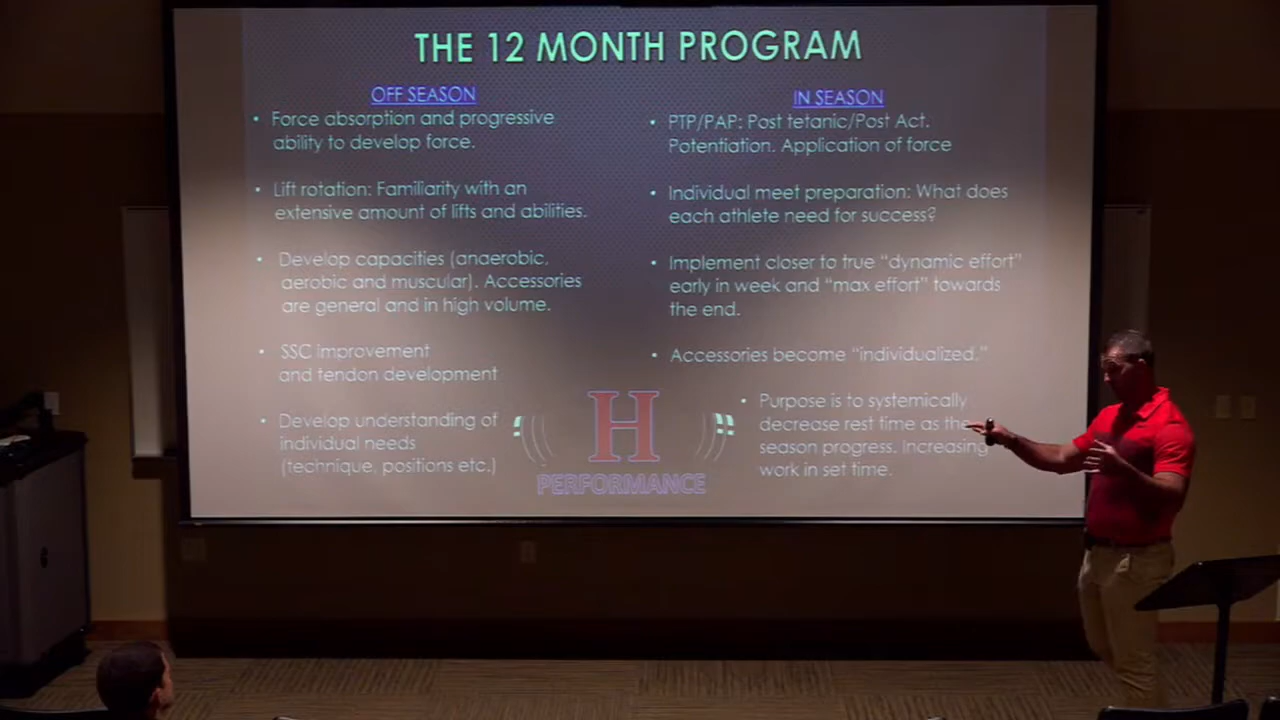 THE 12 MONTH PROGRAM
OFF SEASON
• Force absorption and progressive
ability to develop force.
• Lift rotation: Familiarity with an
extensive amount of lifts and abilities.
• Develop capacities (anaerobic,
aerobic and muscular). Accessories
are general and in high volume.
• SSC improvement
and tendon development
• Develop understanding of
individual needs
(technique, positions etc.)
IN SEASON
• PTP/PAP: Post tetanic/Post Act.
Potentiation. Application of force
• Individual meet preparation: What does
each athlete need for success?
• Implement closer to true “dynamic effort”
early in week and “max effort” towards
the end.
• Accessories become “individualized.”
• Purpose is to systemically
decrease rest time as the
season progress. Increasing
work in set time.
H
PERFORMANCE